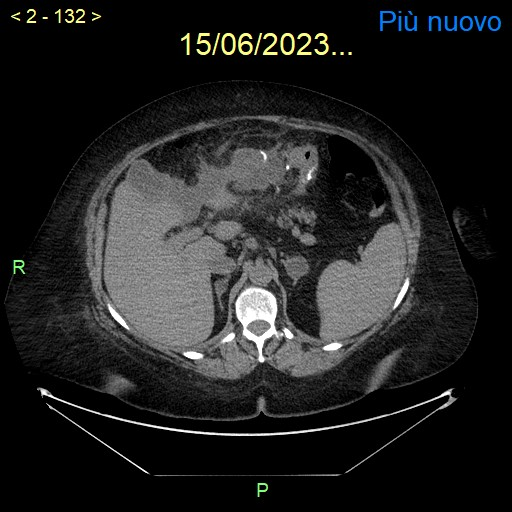 < 2 - 132 >
Più nuovo
15/06/2023...
R
P